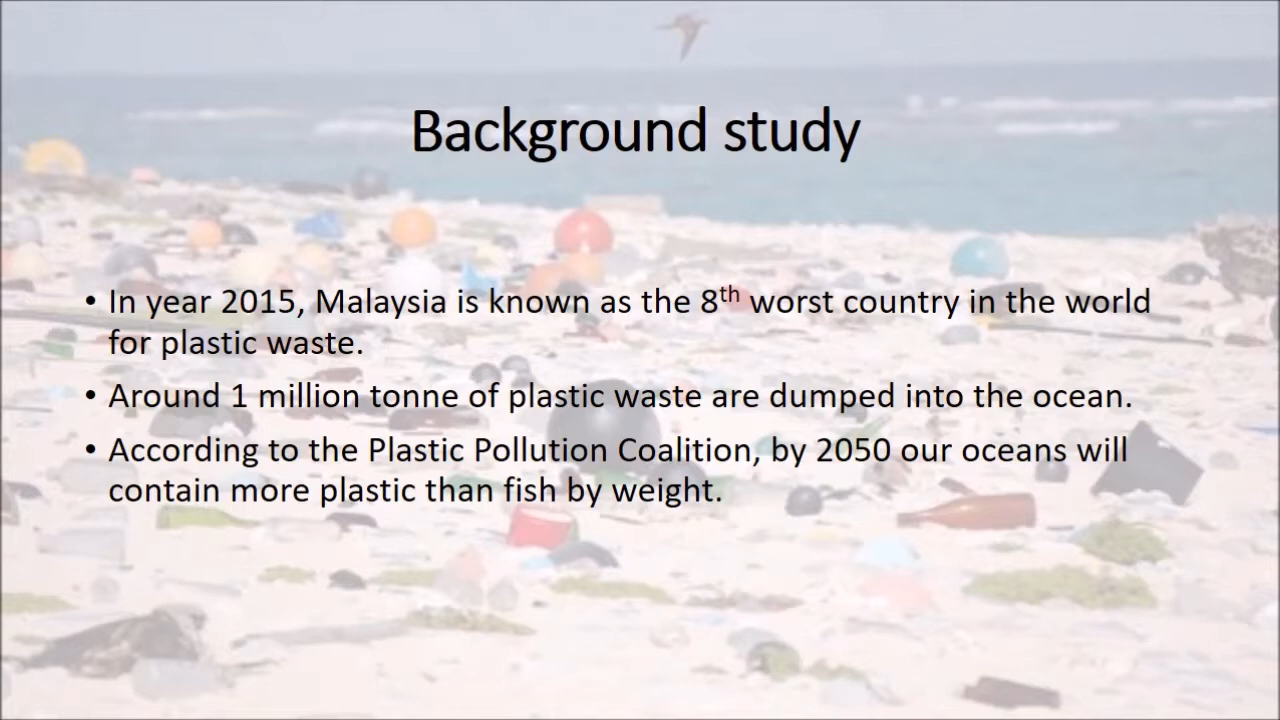 Background study
• In year 2015, Malaysia is known as the 8th worst country in the world
for plastic waste.
• Around 1 million tonne of plastic waste are dumped into the ocean.
• According to the Plastic Pollution Coalition, by 2050 our oceans will
contain more plastic than fish by weight.